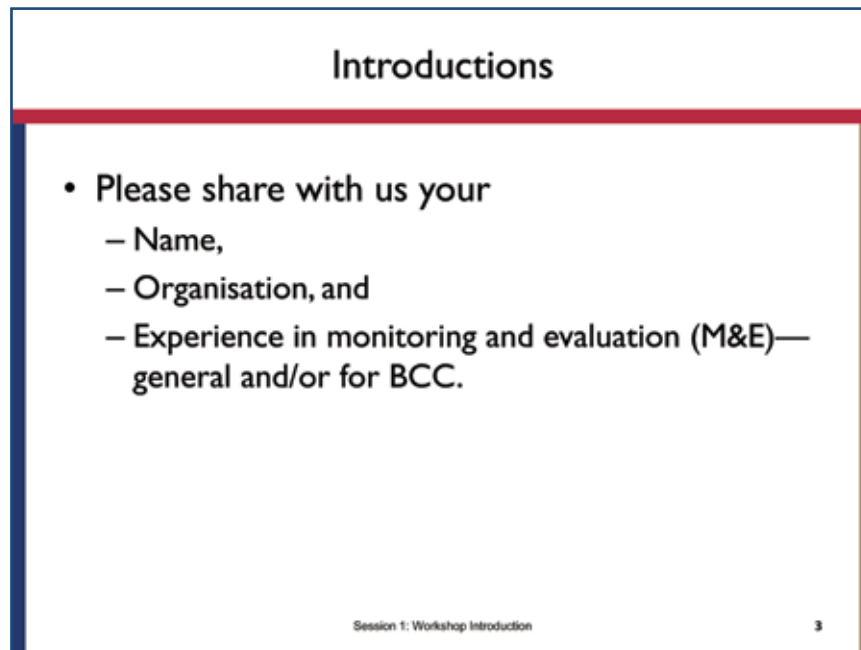 Introductions
• Please share with us your
– Name,
– Organisation, and
– Experience in monitoring and evaluation (M&E)—
general and/or for BCC.
Session 1: Workshop Introduction
3